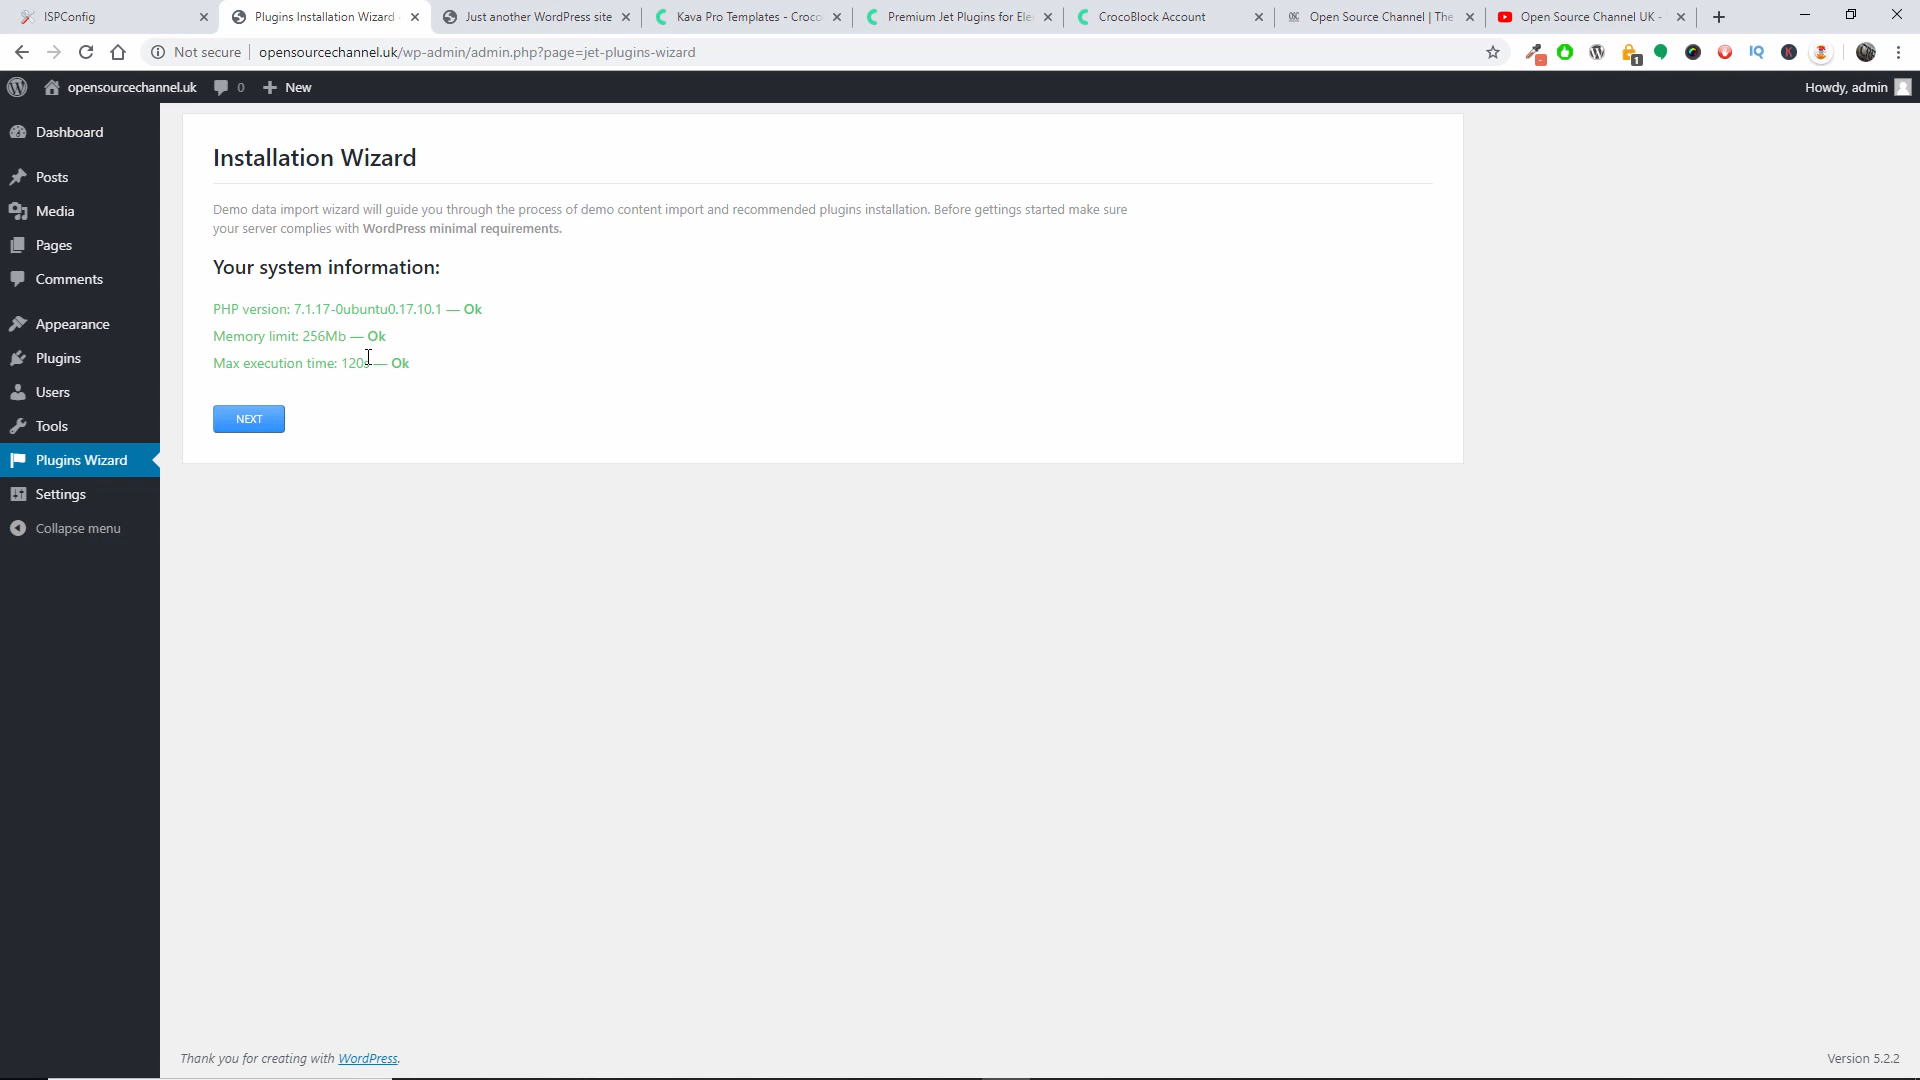 ISPConfig
Plugins Installation Wizard
Just another WordPress site
Kava Pro Templates - Croco
Premium Jet Plugins for Ele
CrocoBlock Account
Open Source Channel | The
Open Source Channel UK -
Not secure
opensourcechannel.uk/wp-admin/admin.php?page=jet-plugins-wizard
1
IQ
K
opensourcechannel.uk
0
New
Howdy, admin
Dashboard
Posts
Media
Pages
Comments
Appearance
Plugins
Users
Tools
Plugins Wizard
Settings
Collapse menu
Installation Wizard
Demo data import wizard will guide you through the process of demo content import and recommended plugins installation. Before gettings started make sure
your server complies with WordPress minimal requirements.
Your system information:
PHP version: 7.1.17-0ubuntu0.17.10.1 — Ok
Memory limit: 256Mb — Ok
Max execution time: 120s — Ok
NEXT
Thank you for creating with WordPress.
Version 5.2.2